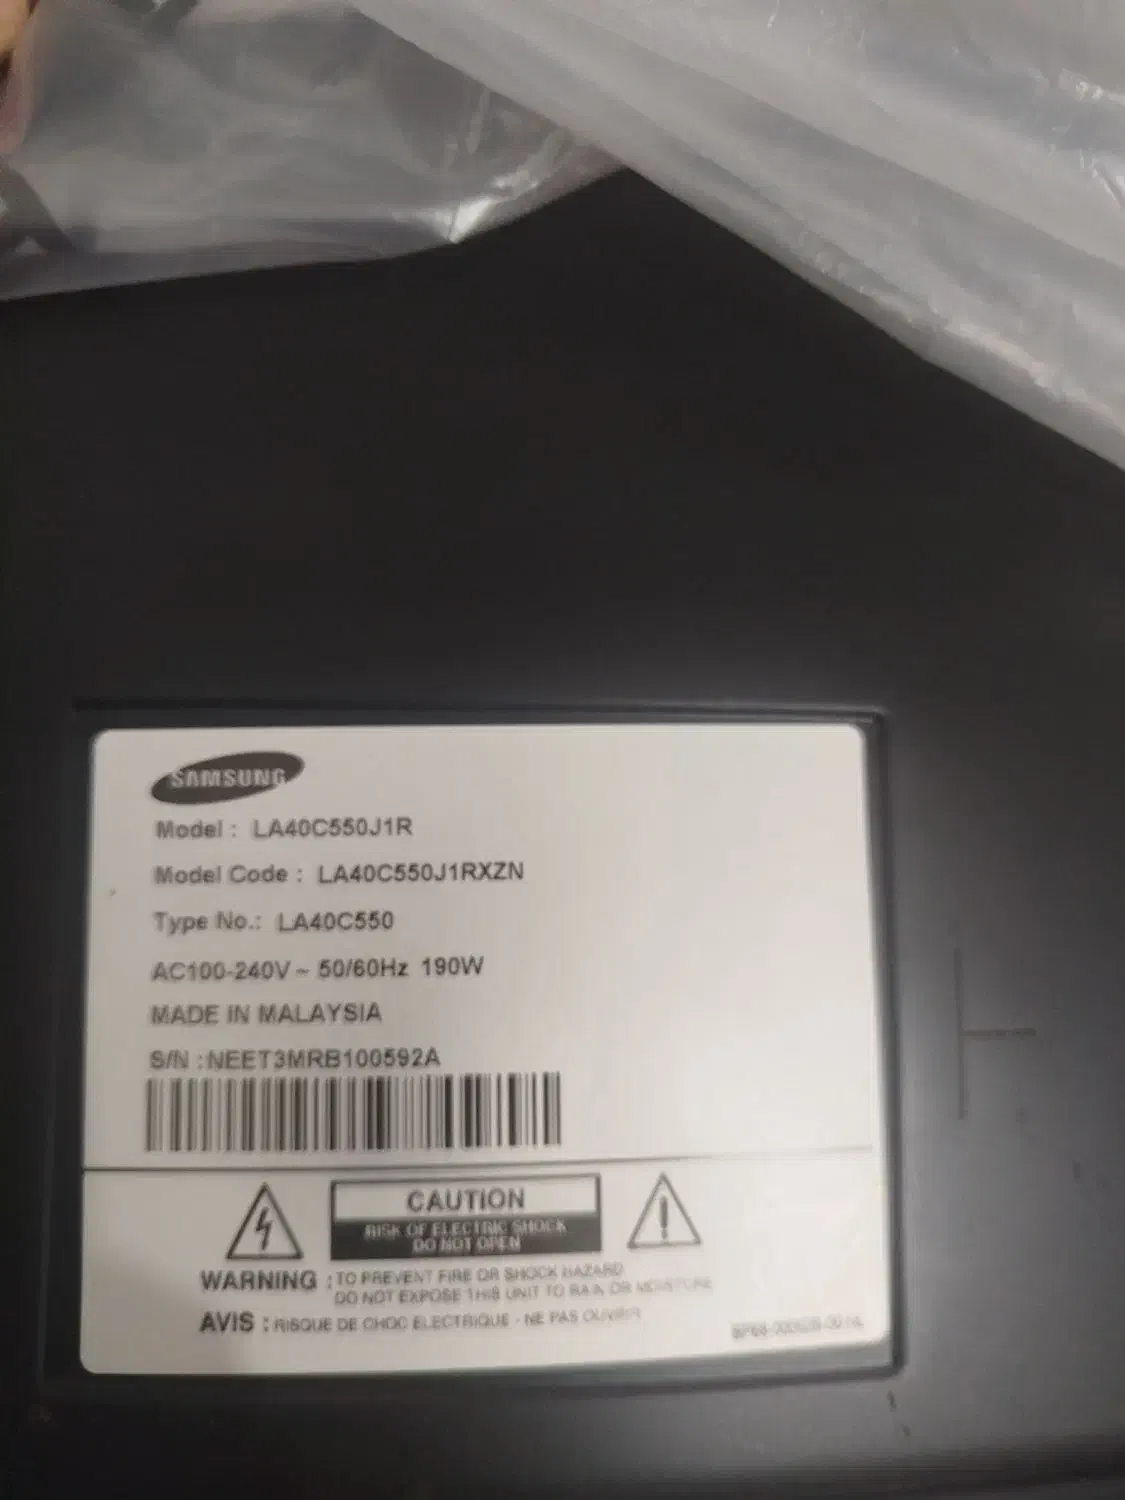 SAMSUNG
Model : LA40C550J1R
Model Code : LA40C550J1RXZN
Type No.: LA40C550
AC100-240V ~ 50/60Hz 190W
MADE IN MALAYSIA
S/N :NEET3MRB100592A
CAUTION
RISK OF ELECTRIC SHOCK
DO NOT OPEN
WARNING : TO PREVENT FIRE OR SHOCK HAZARD
DO NOT EXPOSE THIS UNIT TO RAIN OR MOISTURE
AVIS : RISQUE DE CHOC ELECTRIQUE - NE PAS OUVRIR